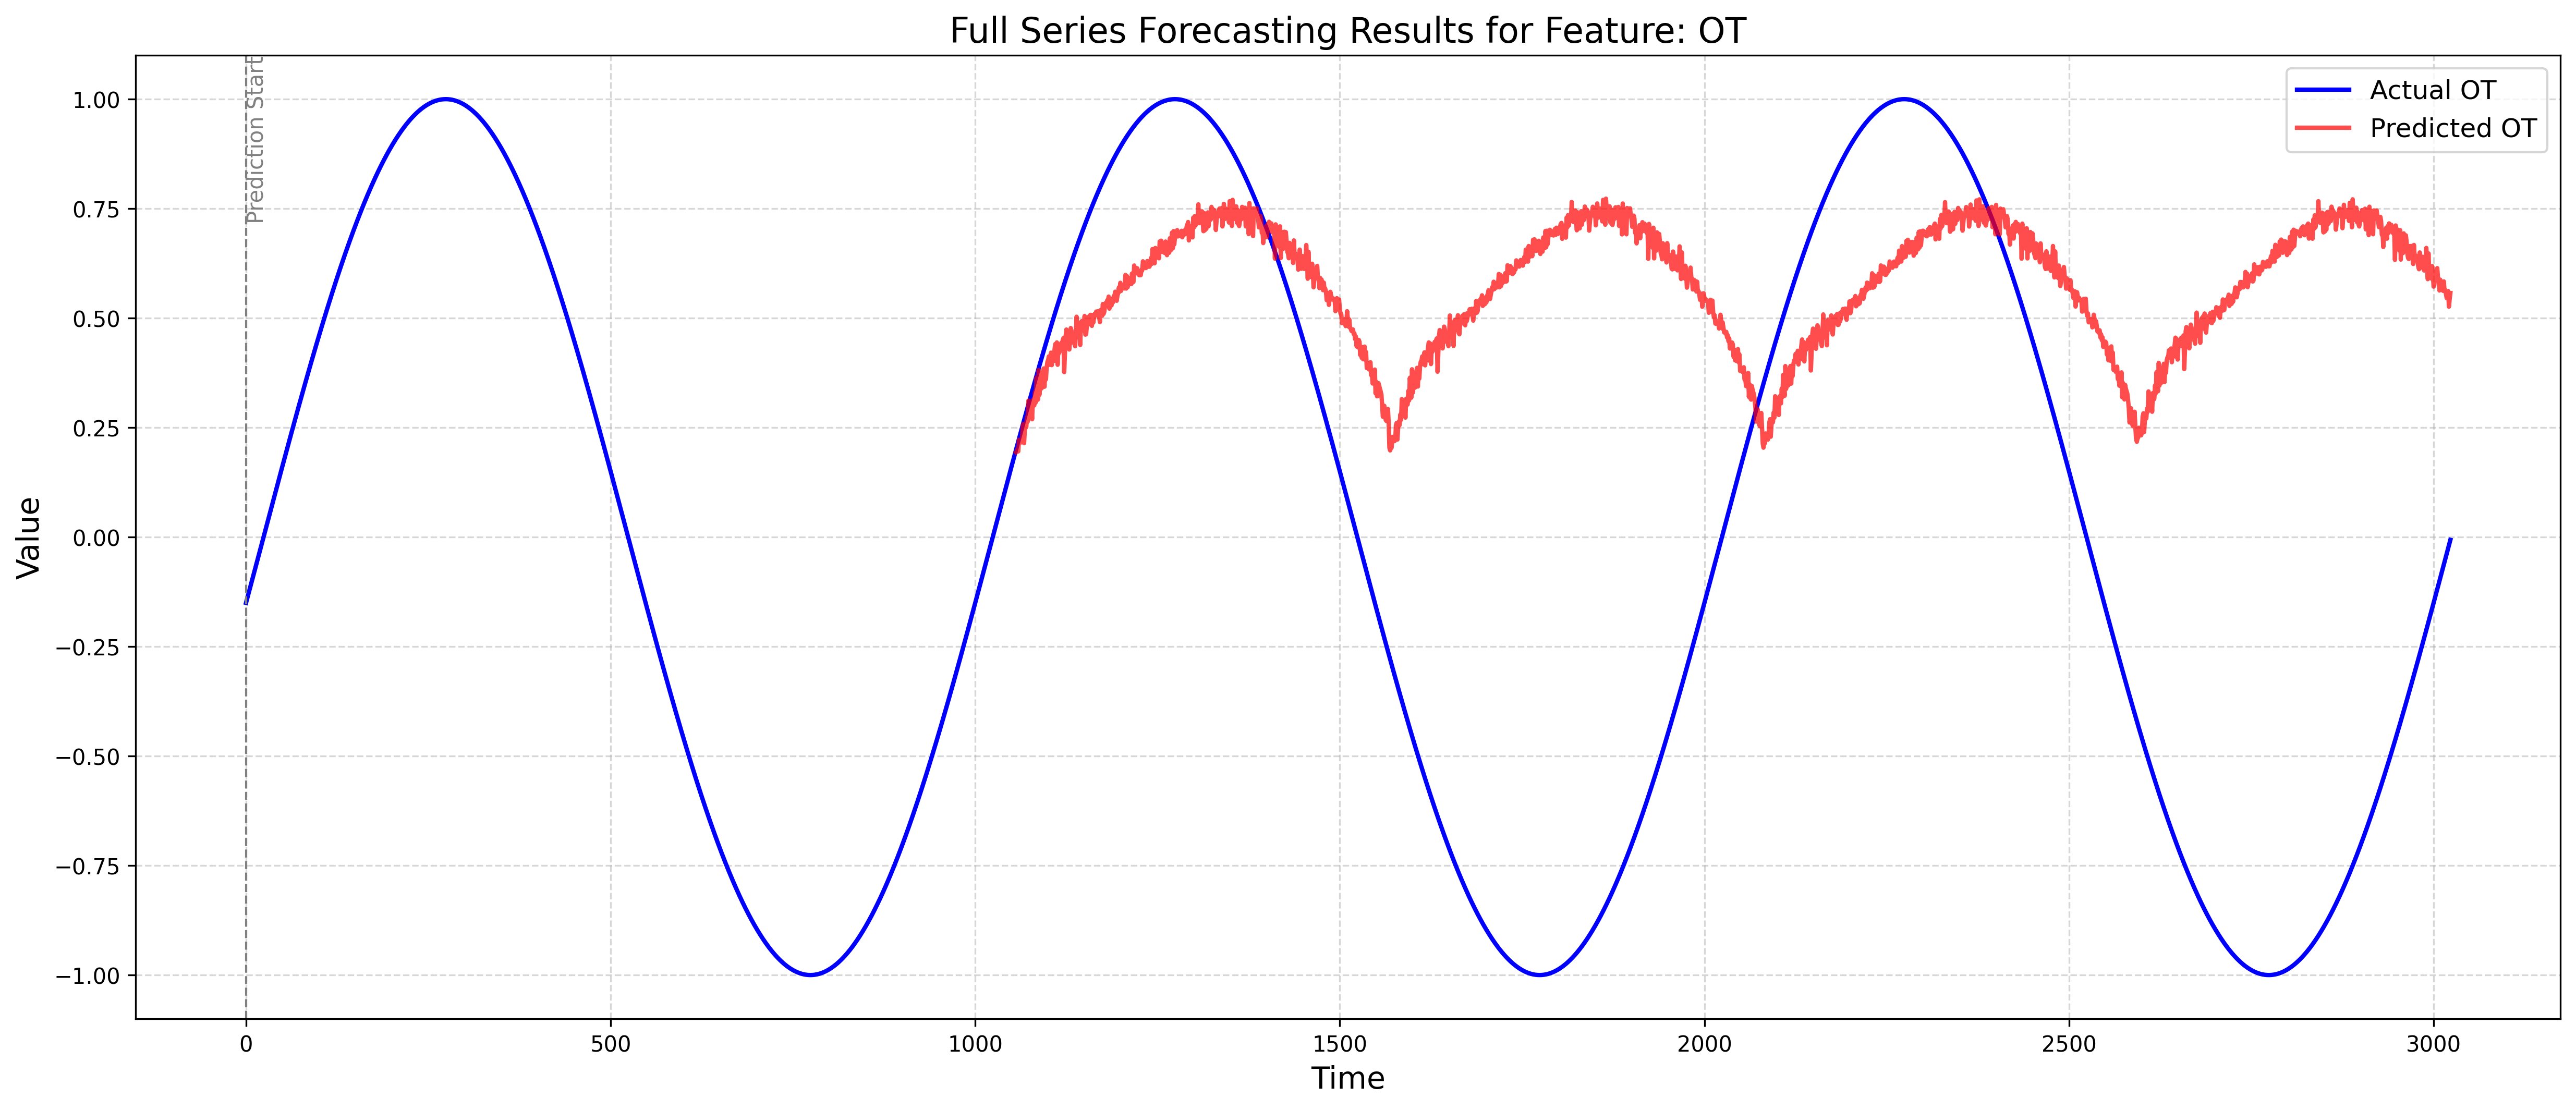 Full Series Forecasting Results for Feature: OT
Prediction Start
Actual OT
Predicted OT
1.00
0.75
0.50
0.25
0.00
−0.25
−0.50
−0.75
−1.00
Value
0
500
1000
1500
2000
2500
3000
Time